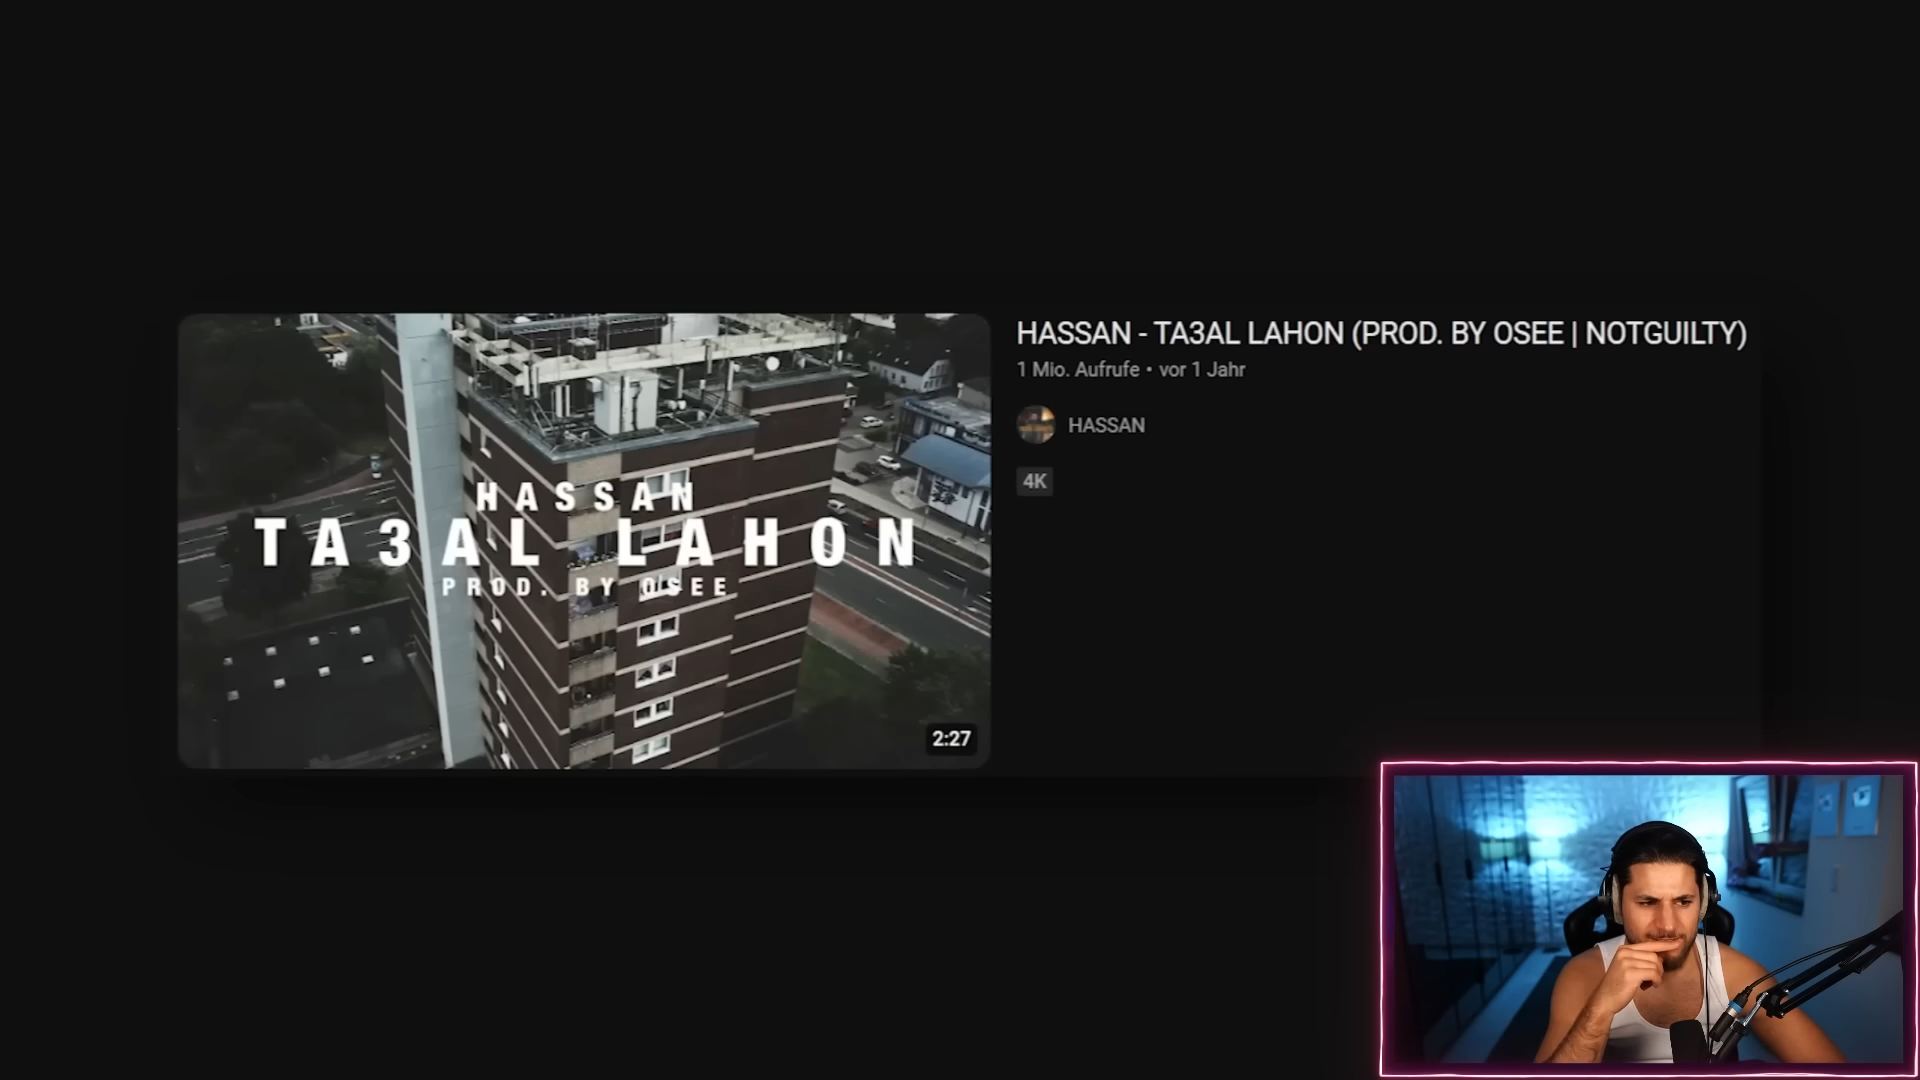 HASSAN
TA3AL LAHON
PROD. BY OSEE
2:27
HASSAN - TA3AL LAHON (PROD. BY OSEE | NOTGUILTY)
1 Mio. Aufrufe • vor 1 Jahr
HASSAN
4K